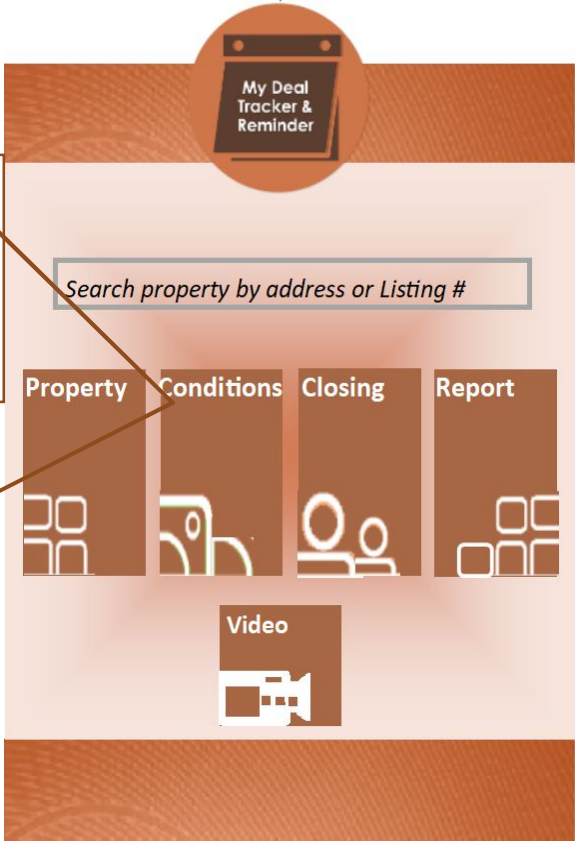 My Deal
Tracker &
Reminder
Search property by address or Listing #
Property Conditions Closing Report
Video